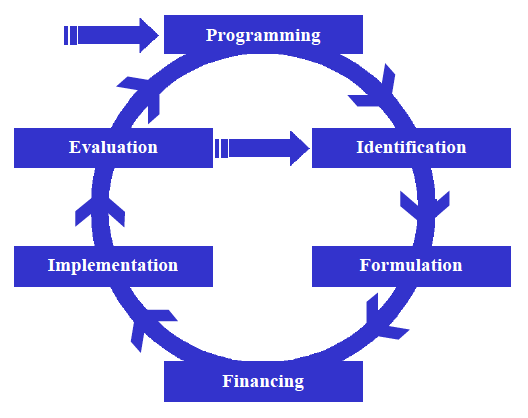 Programming
Evaluation
Identification
Implementation
Formulation
Financing